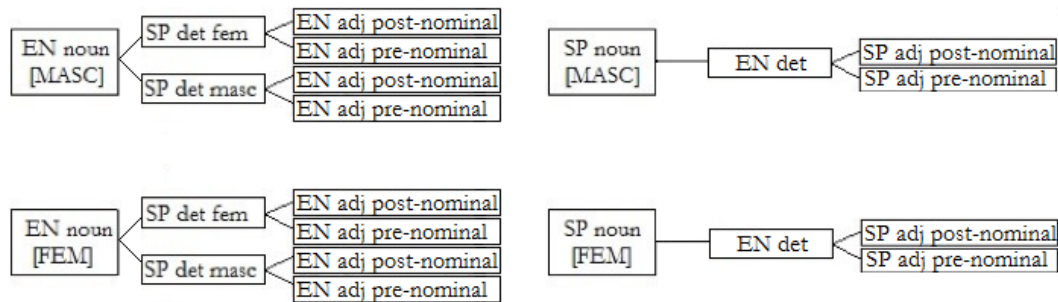 EN noun
[MASC]
SP det fem
EN adj post-nominal
EN adj pre-nominal
SP det masc
EN adj post-nominal
EN adj pre-nominal
SP noun
[MASC]
EN det
SP adj post-nominal
SP adj pre-nominal
EN noun
[FEM]
SP det fem
EN adj post-nominal
EN adj pre-nominal
SP det masc
EN adj post-nominal
EN adj pre-nominal
SP noun
[FEM]
EN det
SP adj post-nominal
SP adj pre-nominal